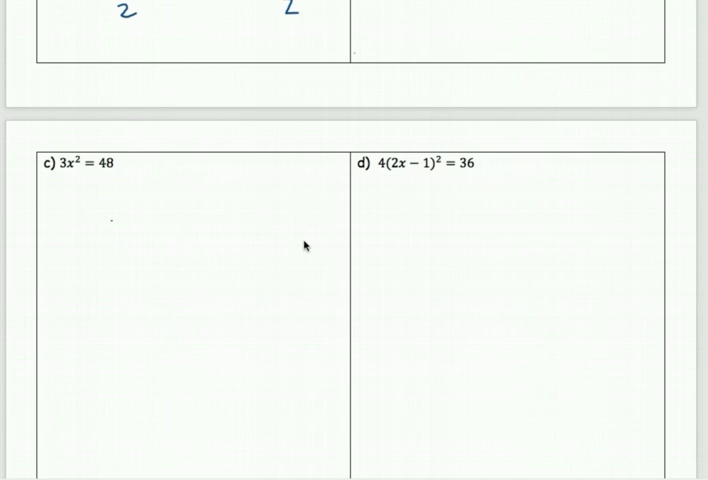 2 2
c) 3x² = 48
d) 4(2x − 1)² = 36